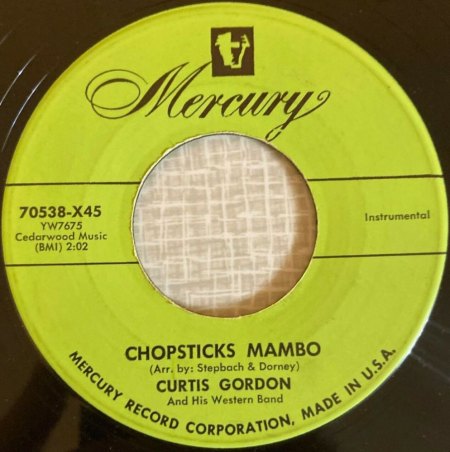 Mercury
70538-X45
YW7675
Cedarwood Music
(BMI) 2:02
Instrumental
CHOPSTICKS MAMBO
(Arr. by: Stepbach & Dorney)
CURTIS GORDON
And His Western Band
MERCURY RECORD CORPORATION, MADE IN U.S.A.